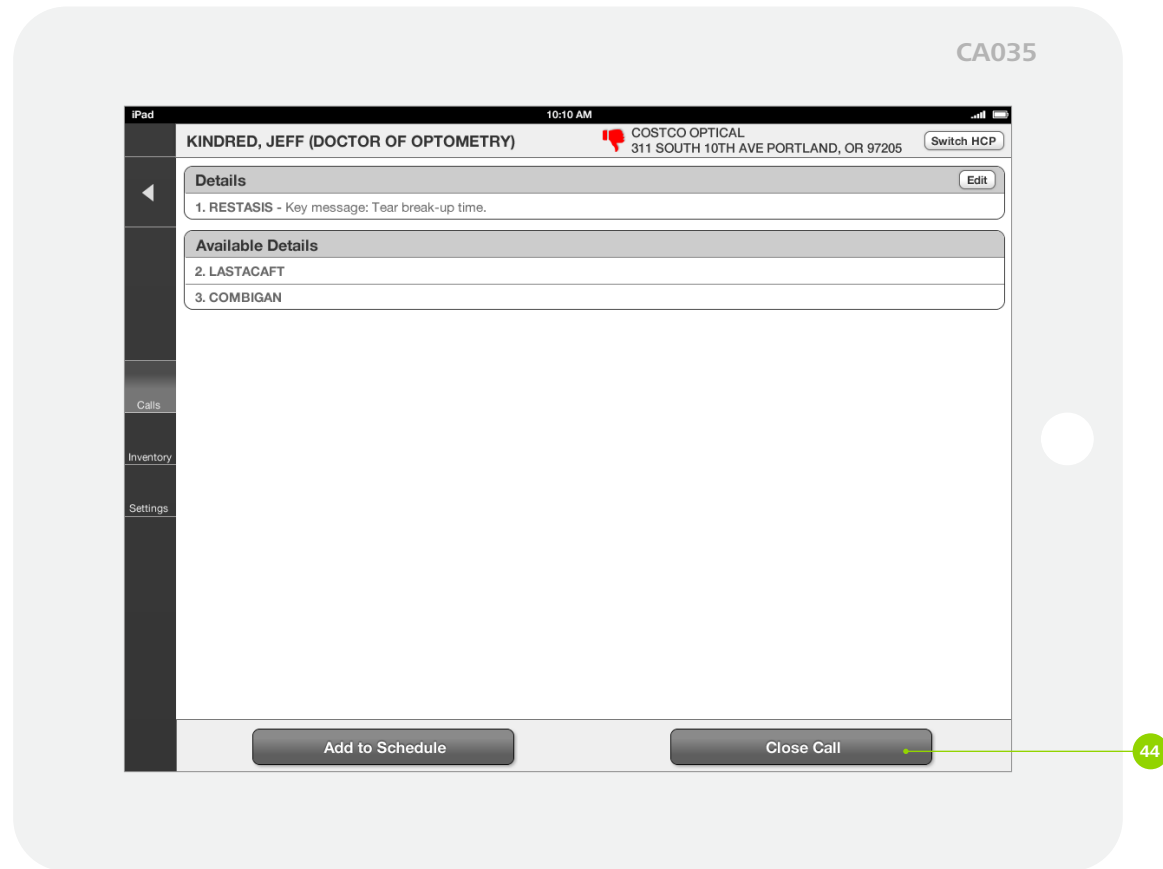 CA035
iPad 10:10 AM
KINDRED, JEFF (DOCTOR OF OPTOMETRY)
COSTCO OPTICAL
311 SOUTH 10TH AVE PORTLAND, OR 97205
Switch HCP
Details
Edit
1. RESTASIS - Key message: Tear break-up time.
Available Details
2. LASTACAFT
3. COMBIGAN
Calls
Inventory
Settings
Add to Schedule
Close Call
44